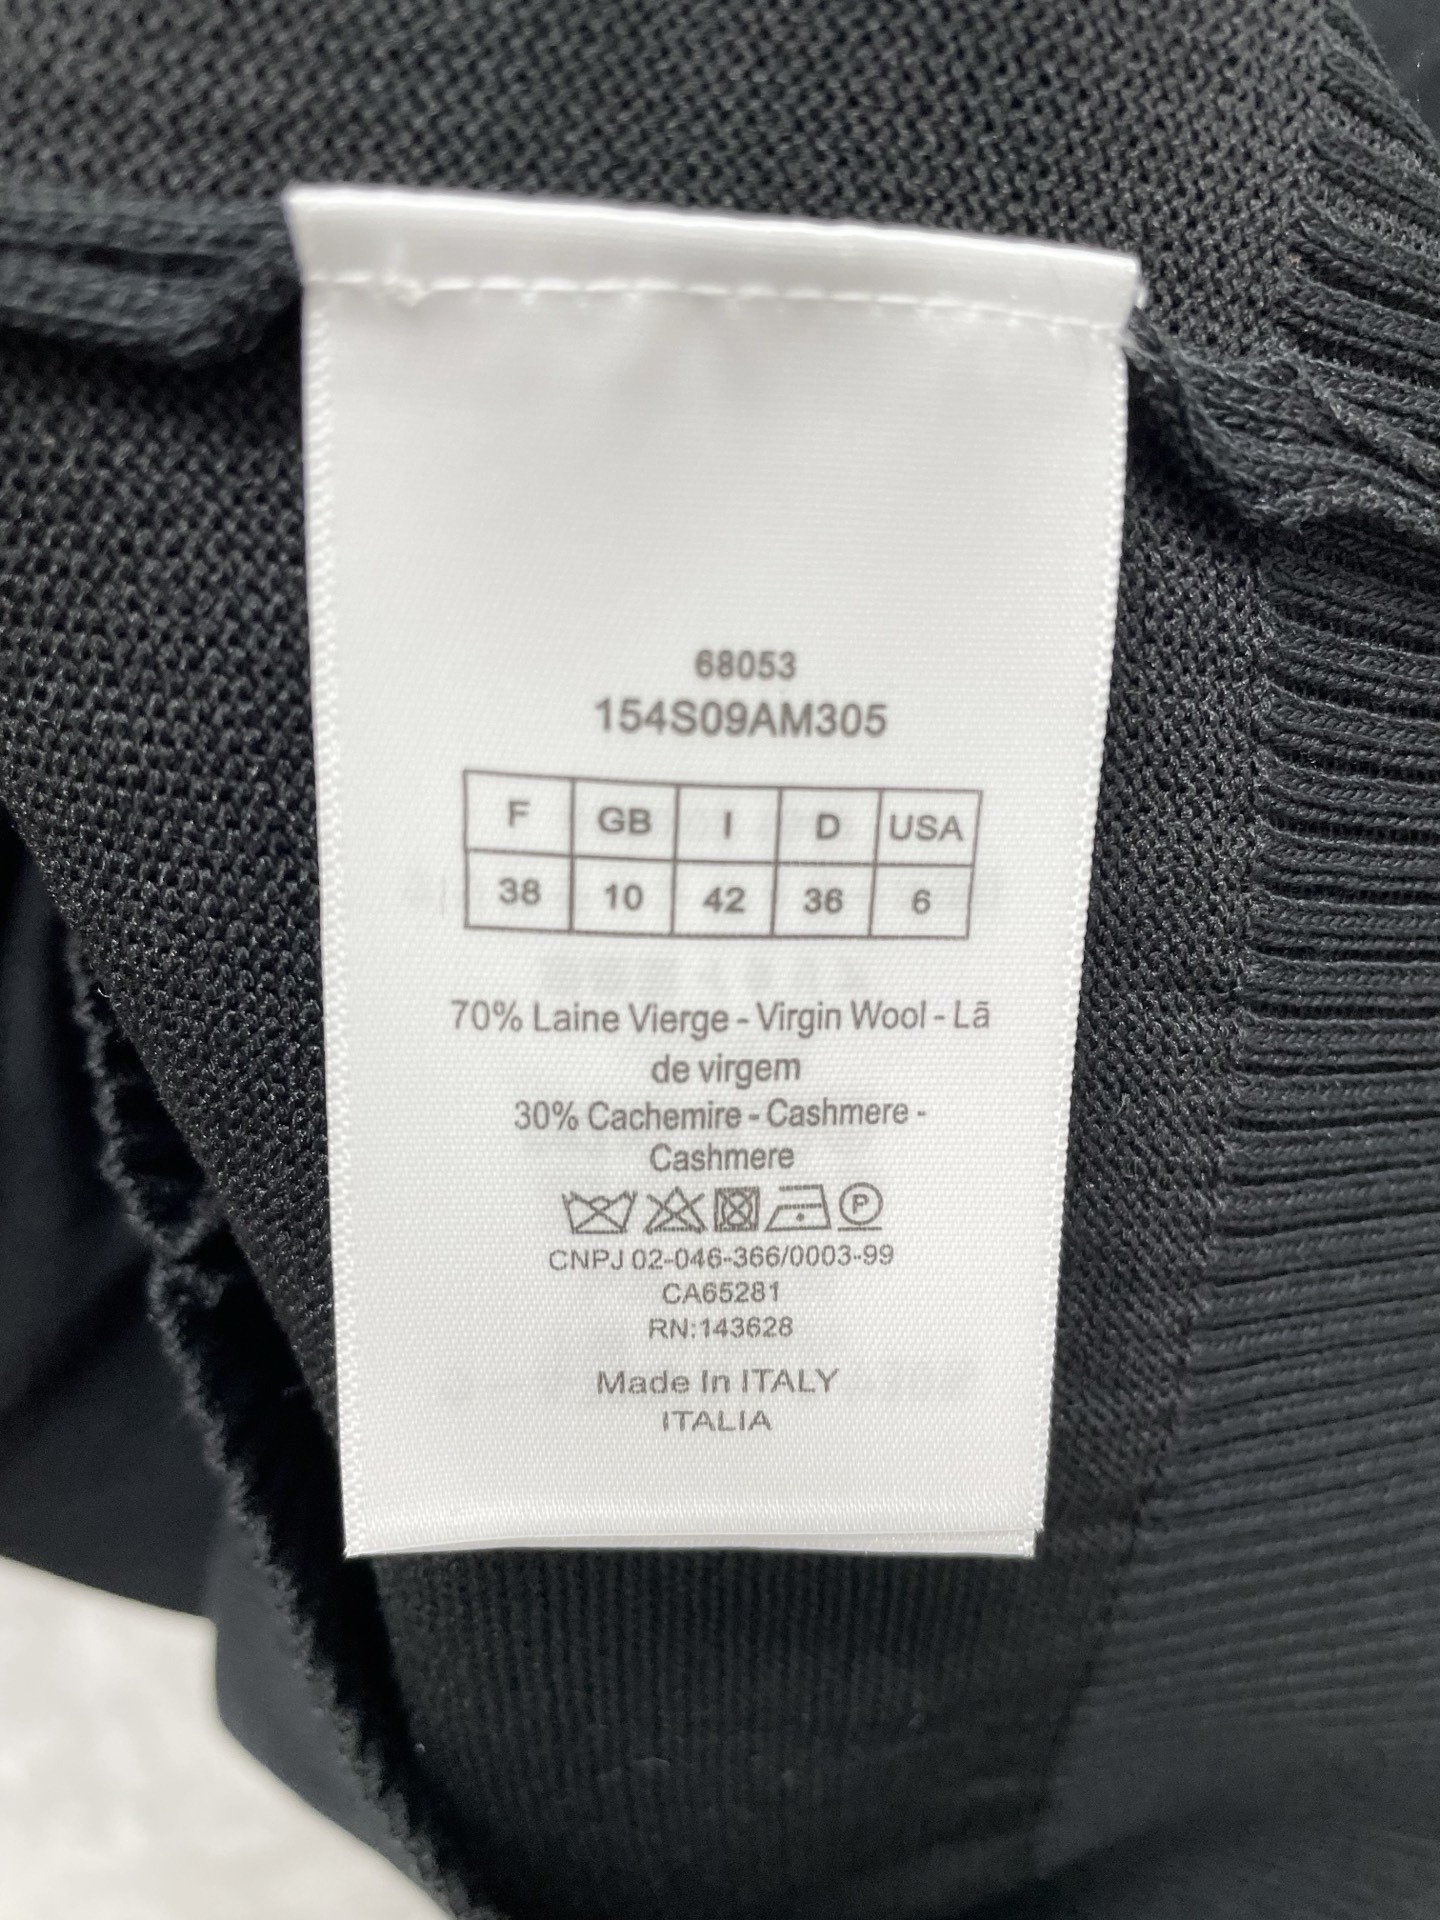 68053
154S09AM305
F GB I D USA
38 10 42 36 6
70% Laine Vierge - Virgin Wool - Lã
de virgem
30% Cachemire - Cashmere -
Cashmere
P
CNPJ 02-046-366/0003-99
CA65281
RN:143628
Made In ITALY
ITALIA